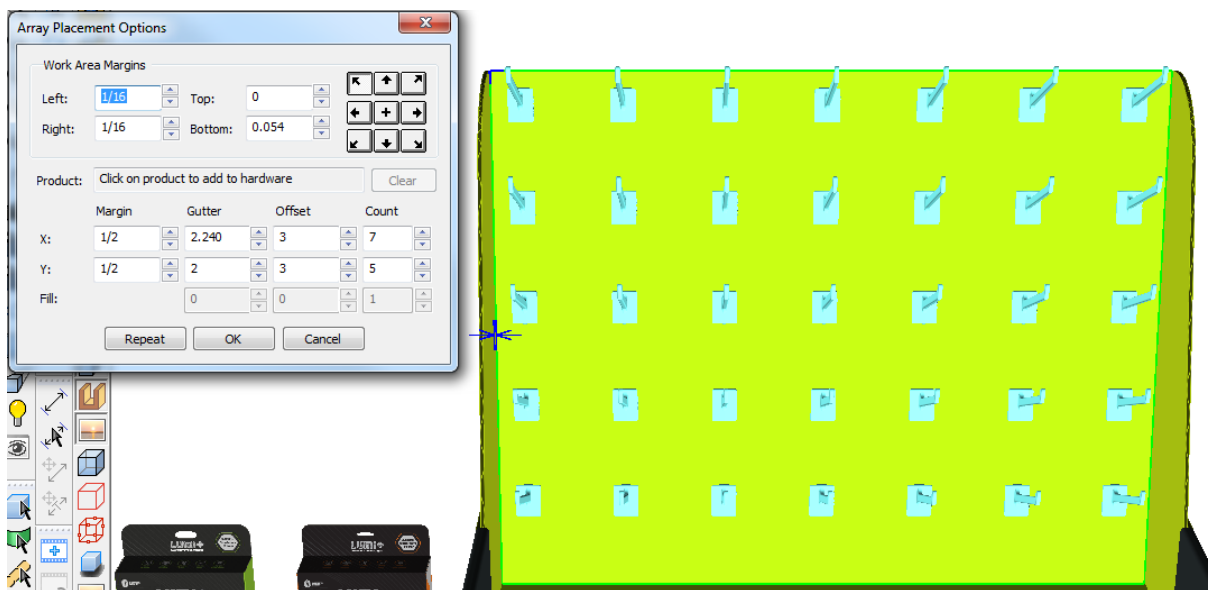 Array Placement Options
Work Area Margins
Left: 1/16 Top: 0
Right: 1/16 Bottom: 0.054
Product: Click on product to add to hardware Clear
Margin Gutter Offset Count
X: 1/2 2.240 3 7
Y: 1/2 2 3 5
Fill: 0 0 1
Repeat OK Cancel